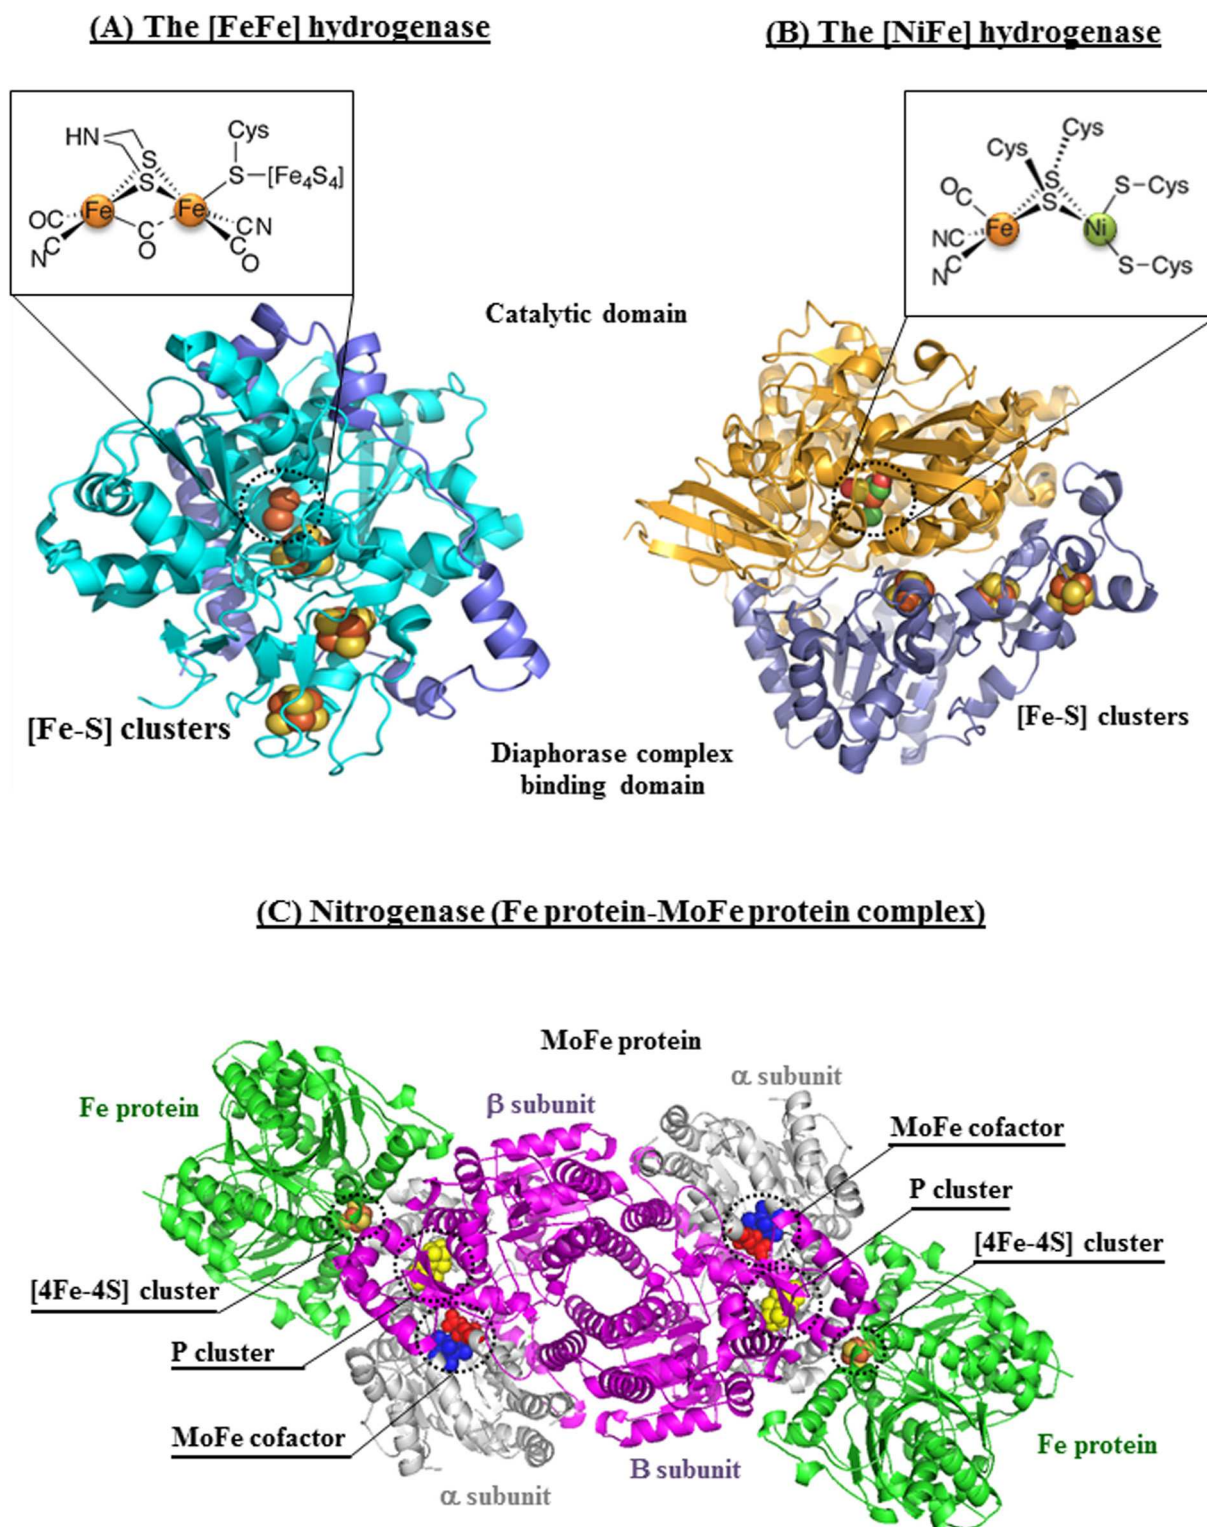 (A) The [FeFe] hydrogenase
(B) The [NiFe] hydrogenase
Cys
HN
S
S
S
[Fe4S4]
Fe
Fe
OC
CN
C
N
C
O
C
O
Cys
Cys
OC
S
S
S-Cys
Fe
Ni
NC
C
N
S-Cys
Catalytic domain
[Fe-S] clusters
[Fe-S] clusters
Diaphorase complex
binding domain
(C) Nitrogenase (Fe protein-MoFe protein complex)
MoFe protein
α subunit
Fe protein
β subunit
MoFe cofactor
P cluster
[4Fe-4S] cluster
[4Fe-4S] cluster
P cluster
MoFe cofactor
Fe protein
B subunit
α subunit